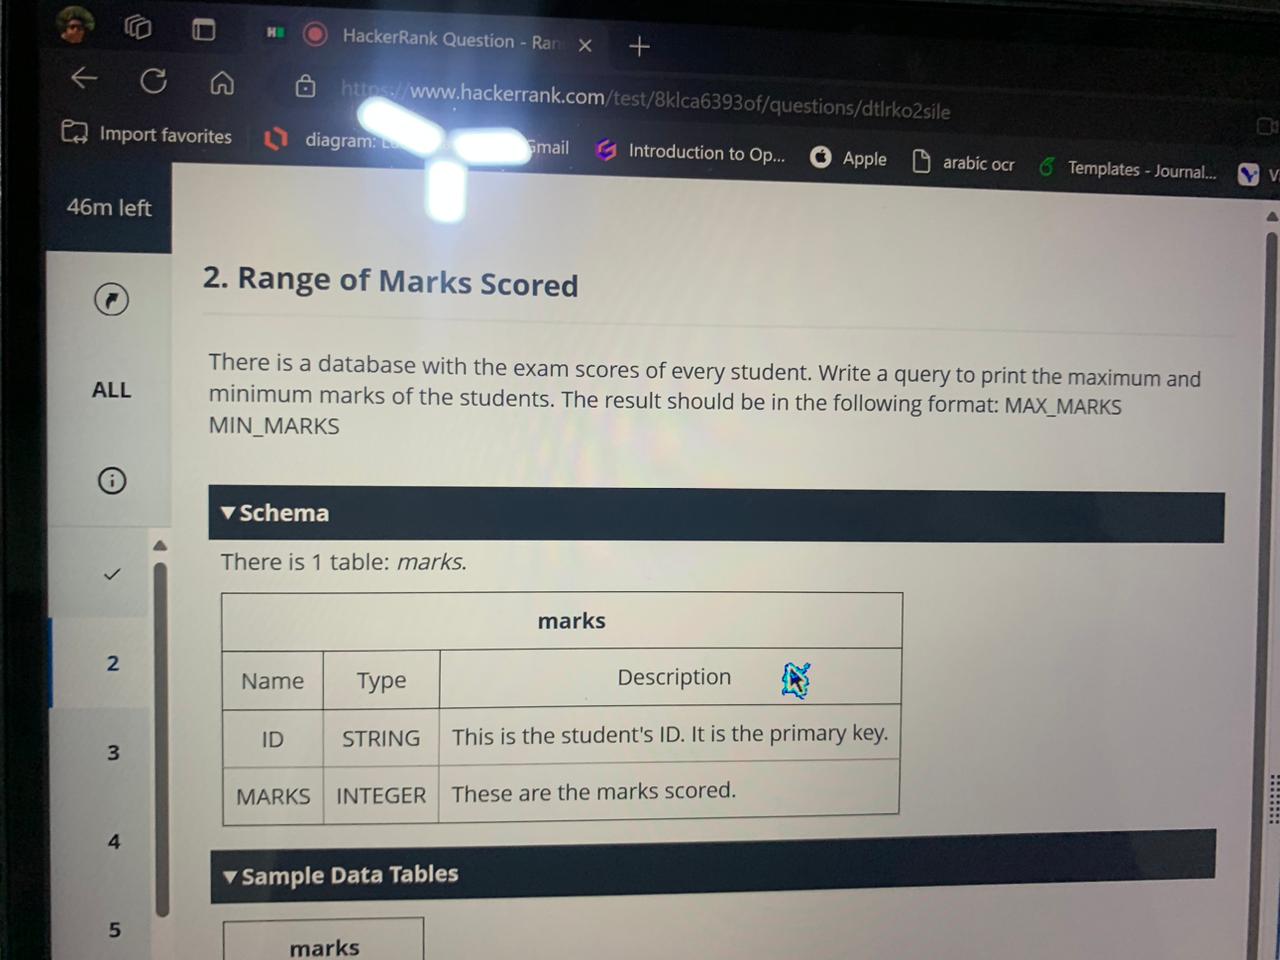 HackerRank Question - Ran
https://www.hackerrank.com/test/8klca6393of/questions/dtlrko2sile
Import favorites
diagram:
Gmail
Introduction to Op...
Apple
arabic ocr
Templates - Journal...
46m left
ALL
2
3
4
5
2. Range of Marks Scored
There is a database with the exam scores of every student. Write a query to print the maximum and
minimum marks of the students. The result should be in the following format: MAX_MARKS
MIN_MARKS
▼Schema
There is 1 table: marks.
marks
Name Type Description
ID STRING This is the student's ID. It is the primary key.
MARKS INTEGER These are the marks scored.
▼Sample Data Tables
marks